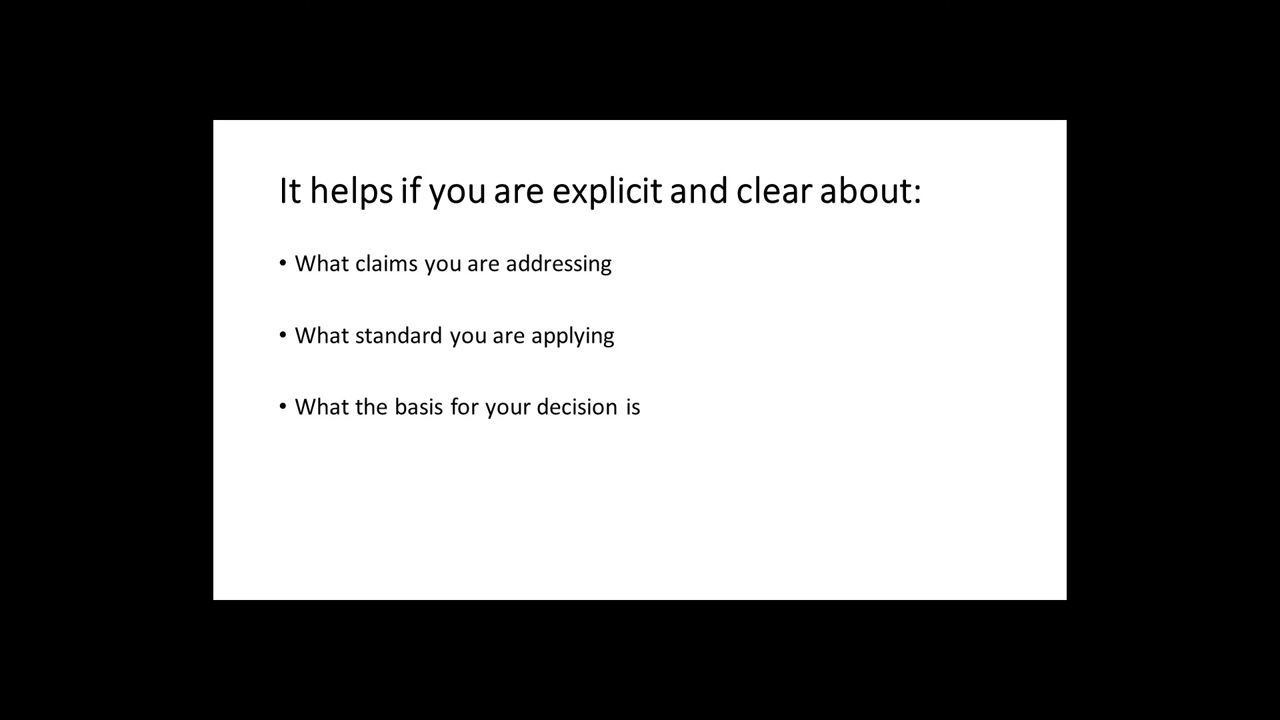 It helps if you are explicit and clear about:
• What claims you are addressing
• What standard you are applying
• What the basis for your decision is